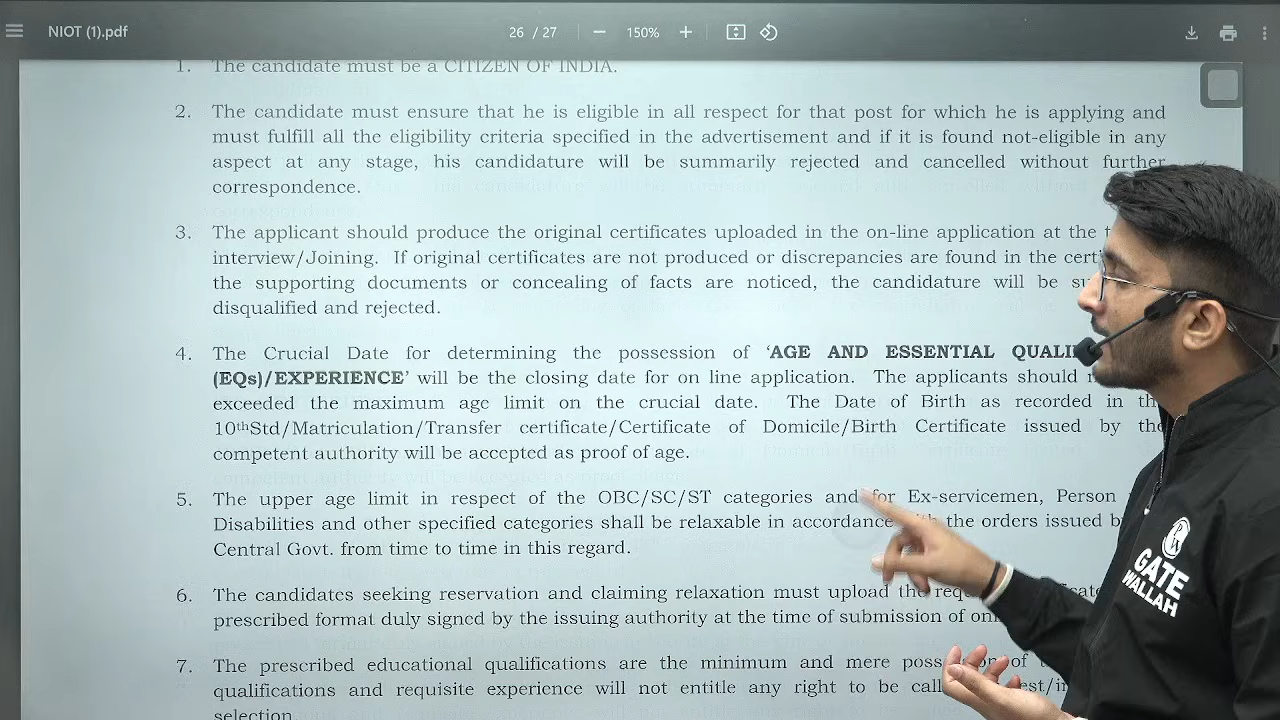 NIOT (1).pdf
26 / 27
150%
1. The candidate must be a CITIZEN OF INDIA.
2. The candidate must ensure that he is eligible in all respect for that post for which he is applying and
must fulfill all the eligibility criteria specified in the advertisement and if it is found not-eligible in any
aspect at any stage, his candidature will be summarily rejected and cancelled without further
correspondence.
3. The applicant should produce the original certificates uploaded in the on-line application at the
interview/Joining. If original certificates are not produced or discrepancies are found in the
the supporting documents or concealing of facts are noticed, the candidature will be
disqualified and rejected.
4. The Crucial Date for determining the possession of ‘AGE AND ESSENTIAL
(EQs)/EXPERIENCE’ will be the closing date for on line application. The applicants should
exceeded the maximum age limit on the crucial date. The Date of Birth as recorded in the
10thStd/Matriculation/Transfer certificate/Certificate of Domicile/Birth Certificate issued by the
competent authority will be accepted as proof of age.
5. The upper age limit in respect of the OBC/SC/ST categories and for Ex-servicemen, Person
Disabilities and other specified categories shall be relaxable in accordance with the orders issued
Central Govt. from time to time in this regard.
6. The candidates seeking reservation and claiming relaxation must upload the
prescribed format duly signed by the issuing authority at the time of submission of
7. The prescribed educational qualifications are the minimum and mere of
qualifications and requisite experience will not entitle any right to be
selection.
GATE
WALLAH